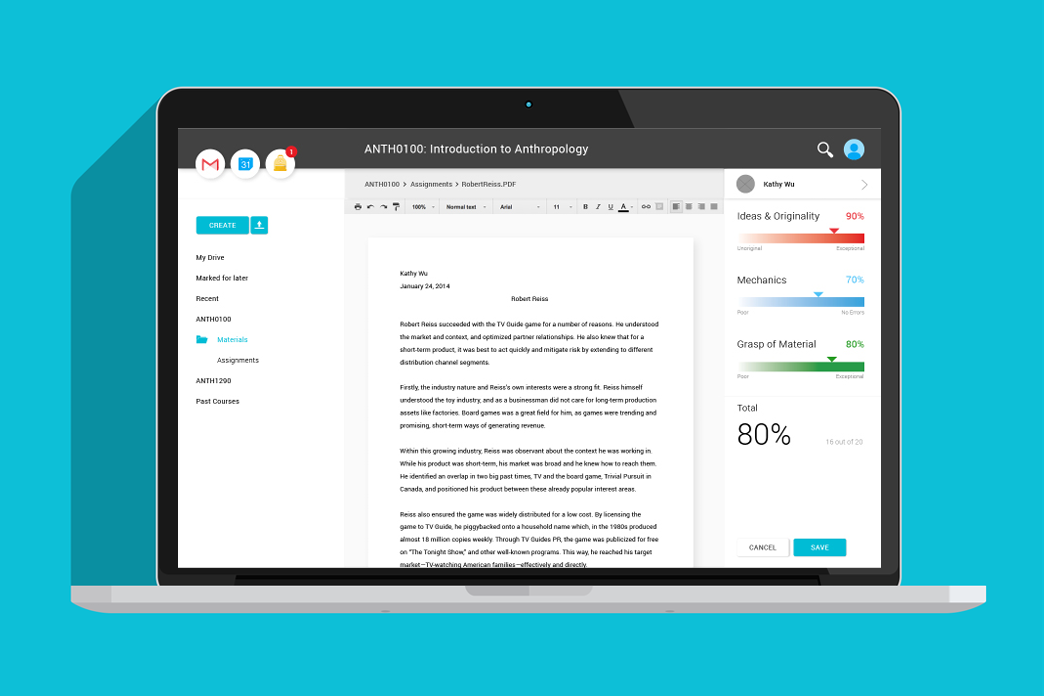 1
31
ANTH0100: Introduction to Anthropology
ANTH0100 > Assignments > RobertReiss.PDF
Kathy Wu
100%
Normal text
Arial
11
B I U A
CREATE
My Drive
Marked for later
Recent
ANTH0100
Materials
Assignments
ANTH1290
Past Courses
Kathy Wu
January 24, 2014
Robert Reiss
Robert Reiss succeeded with the TV Guide game for a number of reasons. He understood
the market and context, and optimized partner relationships. He also knew that for a
short-term product, it was best to act quickly and mitigate risk by extending to different
distribution channel segments.
Firstly, the industry nature and Reiss's own interests were a strong fit. Reiss himself
understood the toy industry, and as a businessman did not care for long-term production
assets like factories. Board games was a great field for him, as games were trending and
promising, short-term ways of generating revenue.
Within this growing industry, Reiss was observant about the context he was working in.
While his product was short-term, his market was broad and he knew how to reach them.
He identified an overlap in two big past times, TV and the board game, Trivial Pursuit in
Canada, and positioned his product between these already popular interest areas.
Reiss also ensured the game was widely distributed for a low cost. By licensing the
game to TV Guide, he piggybacked onto a household name which, in the 1980s produced
almost 18 million copies weekly. Through TV Guides PR, the game was publicized for free
on “The Tonight Show,” and other well-known programs. This way, he reached his target
market—TV-watching American families—effectively and directly.
Ideas & Originality 90%
Unoriginal Exceptional
Mechanics 70%
Poor No Errors
Grasp of Material 80%
Poor Exceptional
Total
80% 16 out of 20
CANCEL SAVE